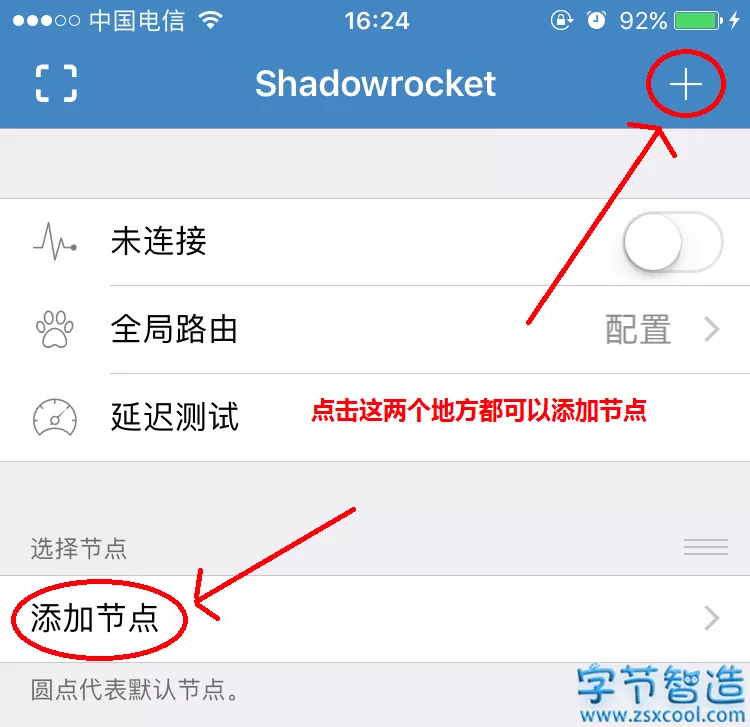 中国电信 16:24 92%
Shadowrocket
未连接
全局路由 配置
延迟测试
点击这两个地方都可以添加节点
选择节点
添加节点
圆点代表默认节点。
字节智造
www.zsxcool.com